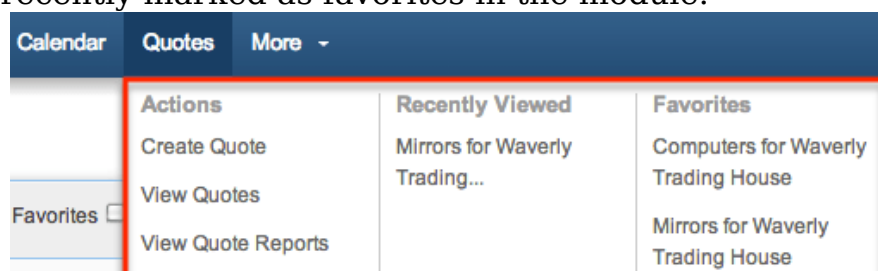 recently marked as favorites in the module.
Calendar Quotes More
Actions Recently Viewed Favorites
Create Quote Mirrors for Waverly Computers for Waverly
Trading... Trading House
View Quotes
Favorites Mirrors for Waverly
View Quote Reports Trading House